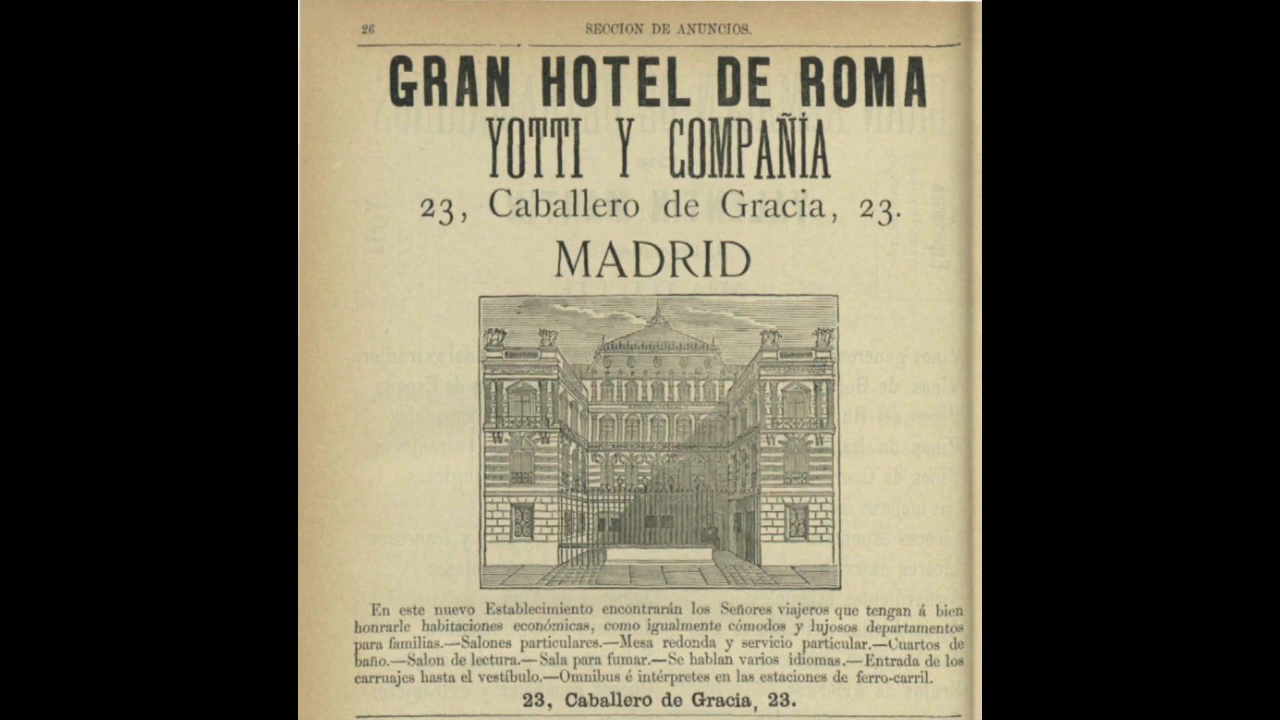 26
SECCION DE ANUNCIOS.
GRAN HOTEL DE ROMA
YOTTI Y COMPAÑÍA
23, Caballero de Gracia, 23.
MADRID
En este nuevo Establecimiento encontrarán los Señores viajeros que tengan á bien
honrarle habitaciones económicas, como igualmente cómodos y lujosos departamentos
para familias.—Salones particulares.—Mesa redonda y servicio particular.—Cuartos de
baño.—Salon de lectura.—Sala para fumar.—Se hablan varios idiomas.—Entrada de los
carruajes hasta el vestíbulo.—Omnibus é intérpretes en las estaciones de ferro-carril.
23, Caballero de Gracia, 23.